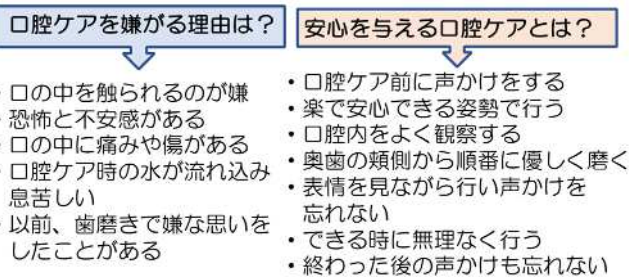 口腔ケアを嫌がる理由は？
・口の中を触られるのが嫌
・恐怖と不安感がある
・口の中に痛みや傷がある
・口腔ケア時の水が流れ込み
息苦しい
・以前、歯磨きで嫌な思いを
したことがある
安心を与える口腔ケアとは？
・口腔ケア前に声かけをする
・楽で安心できる姿勢で行う
・口腔内をよく観察する
・奥歯の頬側から順番に優しく磨く
・表情を見ながら行い声かけを
忘れない
・できる時に無理なく行う
・終わった後の声かけも忘れない